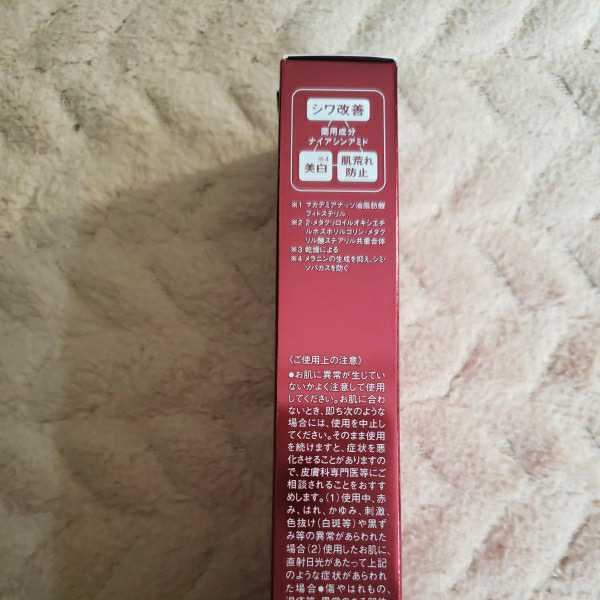 シワ改善
薬用成分
ナイアシンアミド
※4
美白
肌荒れ
防止
※1 マカデミアナッツ油脂肪酸
フィトステリル
※2 2-メタクリロイルオキシエチ
ルホスホリルコリン・メタク
リル酸ステアリル共重合体
※3 乾燥による
※4 メラニンの生成を抑え、シミ・
ソバカスを防ぐ
〈ご使用上の注意〉
●お肌に異常が生じてい
ないかよく注意して使用
してください。お肌に合わ
ないとき、即ち次のような
場合には、使用を中止し
てください。そのまま使用
を続けますと、症状を悪
化させることがありますの
で、皮膚科専門医等にご
相談されることをおすす
めします。(1)使用中、赤
み、はれ、かゆみ、刺激、
色抜け(白斑等)や黒ず
み等の異常があらわれた
場合(2)使用したお肌に、
直射日光があたって上記
のような症状があらわれ
た場合●傷やはれもの、